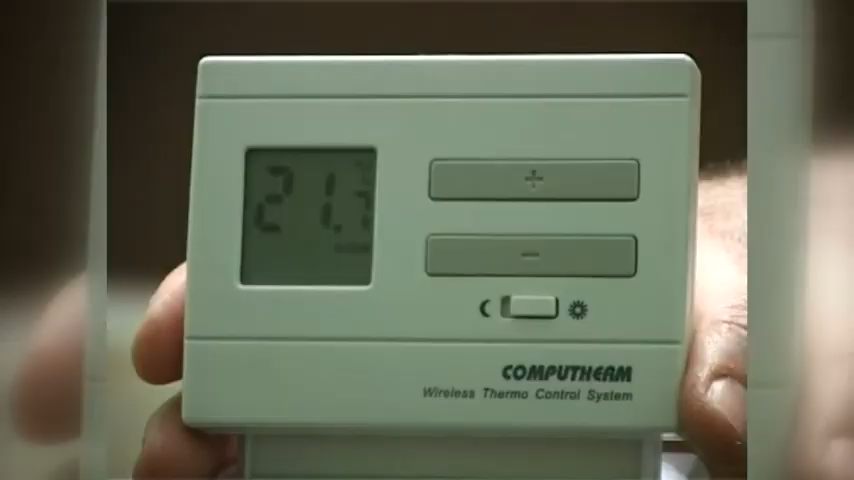 21.7
+
-
COMPUTHERM
Wireless Thermo Control System